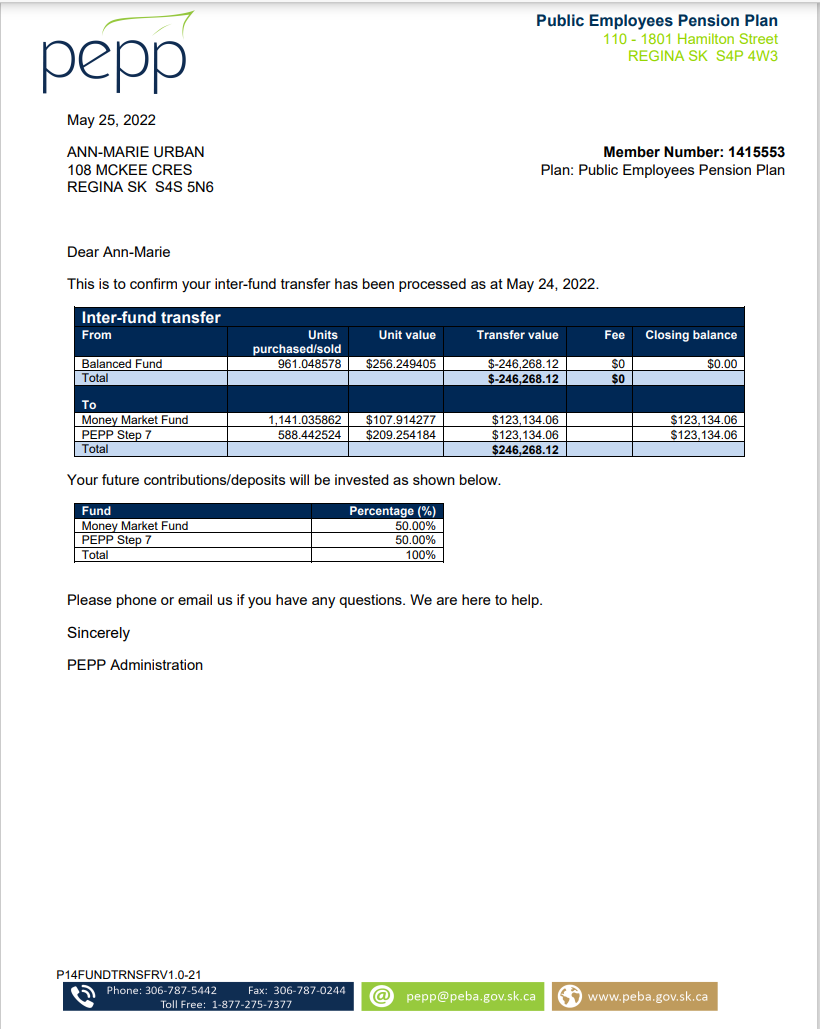 pepp
Public Employees Pension Plan
110 - 1801 Hamilton Street
REGINA SK S4P 4W3
May 25, 2022
ANN-MARIE URBAN
108 MCKEE CRES
REGINA SK S4S 5N6
Member Number: 1415553
Plan: Public Employees Pension Plan
Dear Ann-Marie
This is to confirm your inter-fund transfer has been processed as at May 24, 2022.
Inter-fund transfer
From Units purchased/sold Unit value Transfer value Fee Closing balance
Balanced Fund 961.048578 $256.249405 $-246,268.12 $0 $0.00
Total $-246,268.12 $0
To
Money Market Fund 1,141.035862 $107.914277 $123,134.06 $123,134.06
PEPP Step 7 588.442524 $209.254184 $123,134.06 $123,134.06
Total $246,268.12
Your future contributions/deposits will be invested as shown below.
Fund Percentage (%)
Money Market Fund 50.00%
PEPP Step 7 50.00%
Total 100%
Please phone or email us if you have any questions. We are here to help.
Sincerely
PEPP Administration
P14FUNDTRNSFRV1.0-21
Phone: 306-787-5442 Fax: 306-787-0244
Toll Free: 1-877-275-7377
@ pepp@peba.gov.sk.ca
www.peba.gov.sk.ca